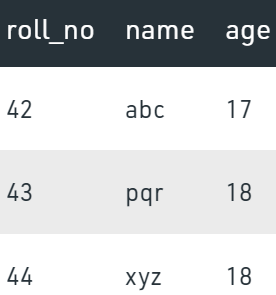 roll_no name age
42 abc 17
43 pqr 18
44 xyz 18